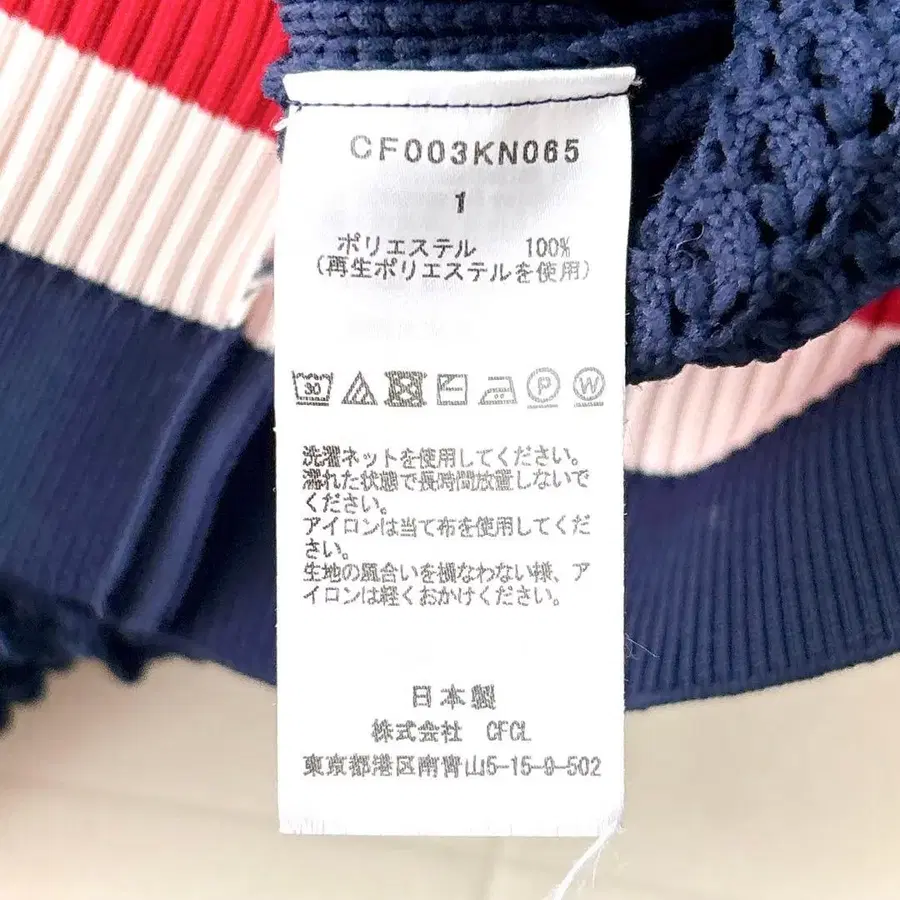 CF003KN065
1
ポリエステル 100%
(再生ポリエステルを使用)
30 P W
洗濯ネットを使用してください。
濡れた状態で長時間放置しないで
ください。
アイロンは当て布を使用してくだ
さい。
生地の風合いを損なわない様、ア
イロンは軽くおかけください。
日本製
株式会社 CFCL
東京都港区南青山5-15-9-502